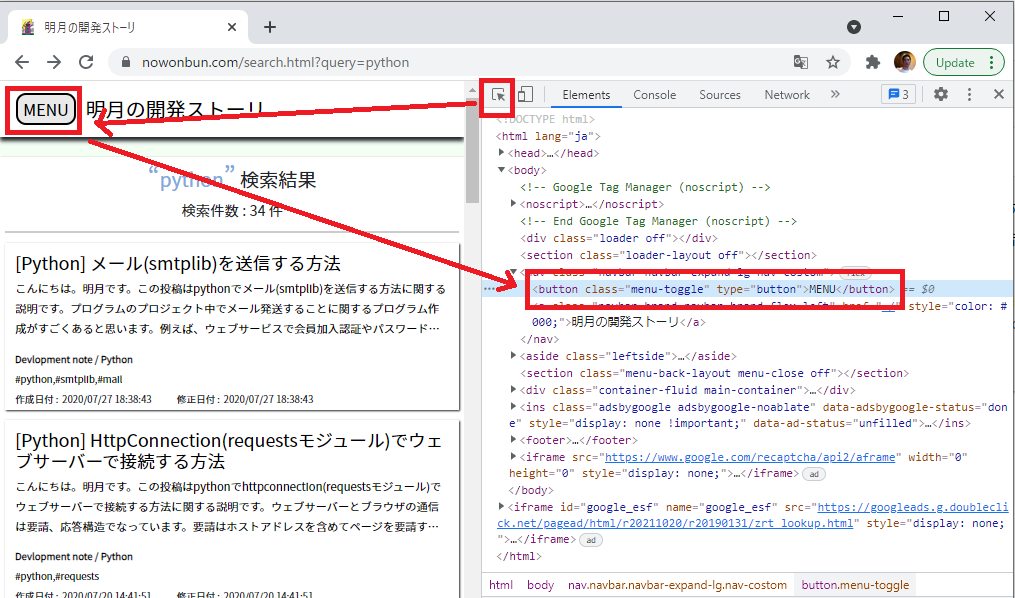 明月の開発ストーリ
nowonbun.com/search.html?query=python
Update
MENU 明月の開発ストーリ
“python” 検索結果
検索件数 : 34 件
[Python] メール(smtplib)を送信する方法
こんにちは。明月です。この投稿はpythonでメール(smtplib)を送信する方法に関する
説明です。プログラムのプロジェクト中でメール発送することに関するプログラム作
作成がすごくあると思います。例えば、ウェブサービスで会員加入認証やパスワード…
Devlopment note / Python
#python,#smtplib,#mail
作成日付 : 2020/07/27 18:38:43 修正日付 : 2020/07/27 18:38:43
[Python] HttpConnection(requestsモジュール)でウェ
ブサーバーで接続する方法
こんにちは。明月です。この投稿はpythonでhttpconnection(requestsモジュール)で
ウェブサーバーで接続する方法に関する説明です。ウェブサーバーとブラウザの通信
は要請、応答構造でなっています。要請はホストアドレスを含めてページを要請す…
Devlopment note / Python
#python,#requests
作成日付 : 2020/07/20 14:41:51 修正日付 : 2020/07/20 14:41:51
Elements Console Sources Network » 3
<!DOCTYPE html>
<html lang="ja">
<head>…</head>
<body>
<!-- Google Tag Manager (noscript) -->
<noscript>…</noscript>
<!-- End Google Tag Manager (noscript) -->
<div class="loader off"></div>
<section class="loader-layout off"></section>
<nav class="navbar navbar-expand-lg nav-custom">
<button class="menu-toggle" type="button">MENU</button> == $0
<a class="navbar-brand navbar-brand-flex-left" href="./" style="color: #
000;">明月の開発ストーリ</a>
</nav>
<aside class="leftside">…</aside>
<section class="menu-back-layout menu-close off"></section>
<div class="container-fluid main-container">…</div>
<ins class="adsbygoogle adsbygoogle-noablate" data-adsbygoogle-status="don
e" style="display: none !important;" data-ad-status="unfilled">…</ins>
<footer>…</footer>
<iframe src="https://www.google.com/recaptcha/api2/aframe" width="0"
height="0" style="display: none;">…</iframe> ad
</body>
<iframe id="google_esf" name="google_esf" src="https://googleads.g.doublecli
ck.net/pagead/html/r20211020/r20190131/zrt_lookup.html" style="display: none;
">…</iframe> ad
</html>
html body nav.navbar.navbar-expand-lg.nav-custom button.menu-toggle